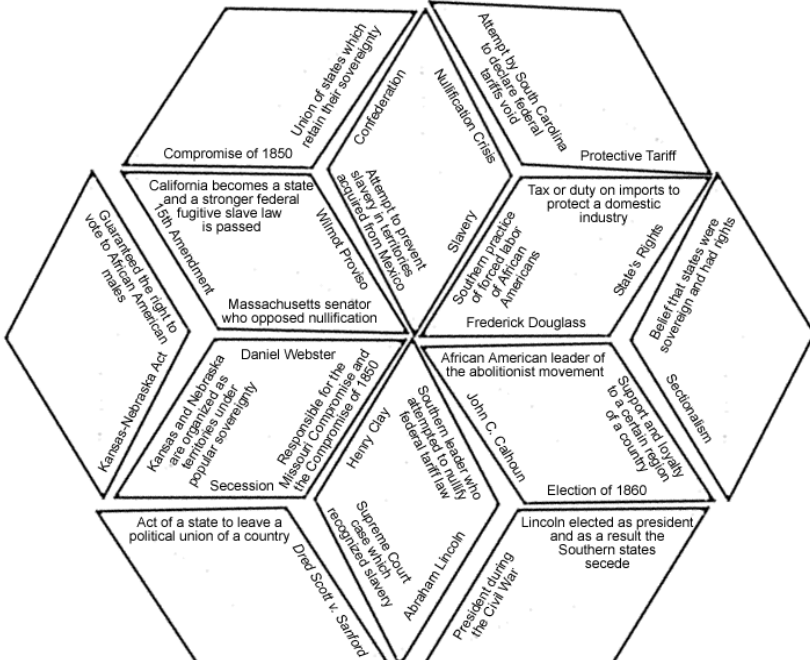 Union of states which
retain their sovereignty
Compromise of 1850
Confederation
Nullification Crisis
Attempt to prevent
slavery in territories
acquired from Mexico
Slavery
Attempt by South Carolina
to declare federal
tariffs void
Protective Tariff
California becomes a state
and a stronger federal
fugitive slave law
is passed
15th Amendment
Wilmot Proviso
Massachusetts senator
who opposed nullification
Tax or duty on imports to
protect a domestic
industry
Southern practice
of forced labor
of African
Americans
State's Rights
Frederick Douglass
Guaranteed the right to
vote to African American
males
Kansas-Nebraska Act
Belief that states were
sovereign and had rights
Sectionalism
Daniel Webster
Kansas and Nebraska
are organized as
territories under
popular sovereignty
Responsible for the
Missouri Compromise and
the Compromise of 1850
Secession
Henry Clay
Southern leader who
attempted to nullify
federal tariff law
Supreme Court
case which
recognized slavery
Abraham Lincoln
African American leader of
the abolitionist movement
John C. Calhoun
Support and loyalty
to a certain region
of a country
Election of 1860
Act of a state to leave a
political union of a country
Dred Scott v. Sanford
Lincoln elected as president
and as a result the
Southern states
secede
President during
the Civil War